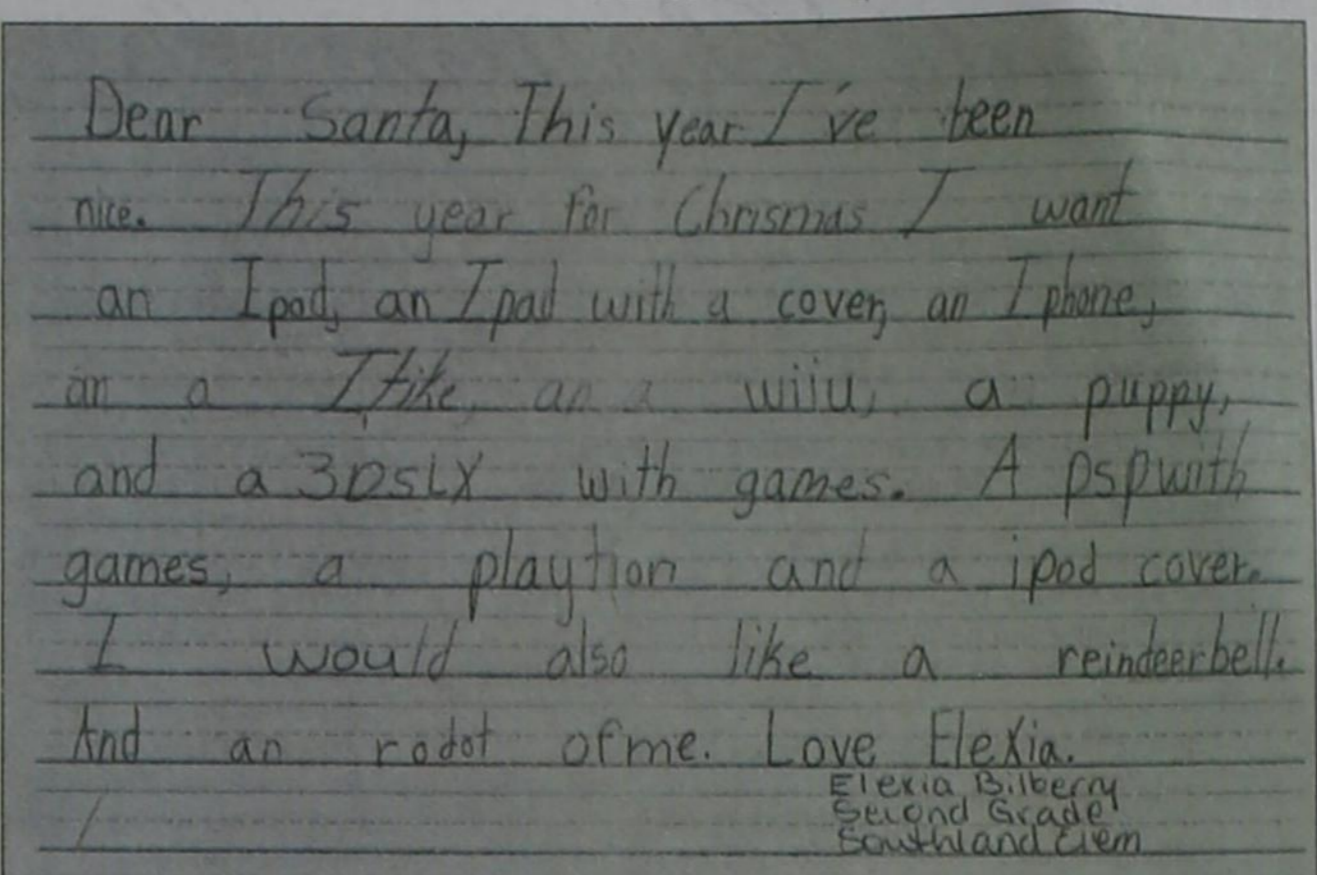 Dear Santa, This year I've been
nice. This year for Chrismas I want
an Ipod, an Ipad with a cover, an Iphone,
an a Itike, an a wiiu, a puppy,
and a 3DSLX with games. A pspwith
games, a playtion and a ipod cover.
I would also like a reindeerbell.
And an rodot ofme. Love Elexia.
Elexia Bilberry
Second Grade
Southland Elem